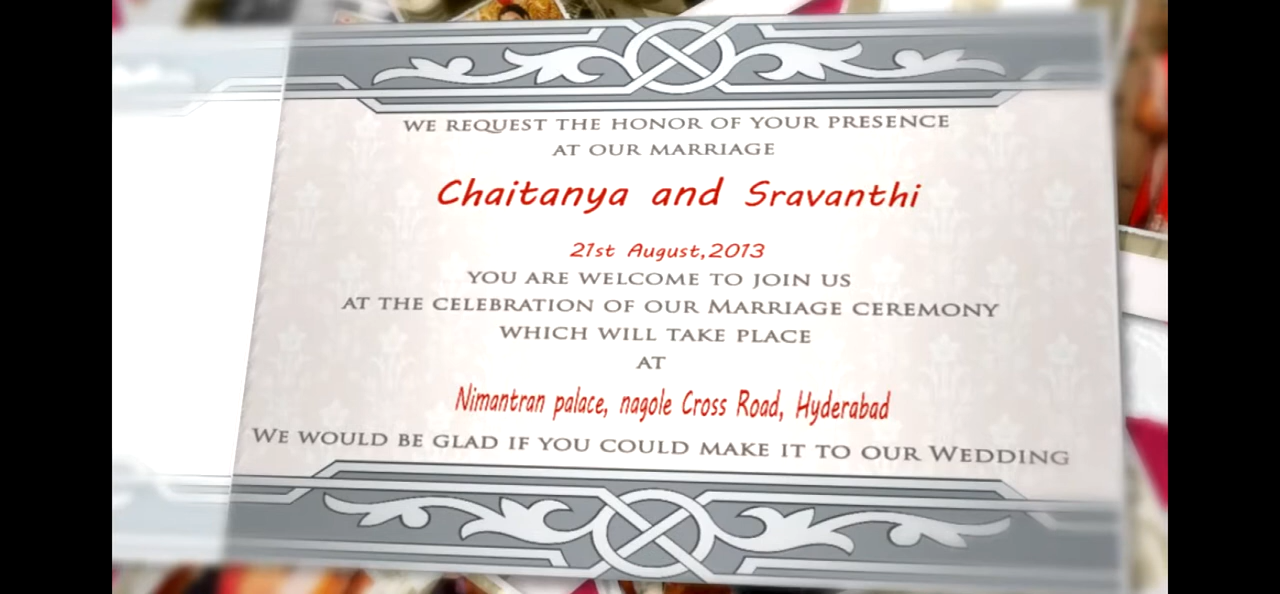 WE REQUEST THE HONOR OF YOUR PRESENCE
AT OUR MARRIAGE
Chaitanya and Sravanthi
21st August,2013
YOU ARE WELCOME TO JOIN US
AT THE CELEBRATION OF OUR MARRIAGE CEREMONY
WHICH WILL TAKE PLACE
AT
Nimantran palace, nagole Cross Road, Hyderabad
WE WOULD BE GLAD IF YOU COULD MAKE IT TO OUR WEDDING